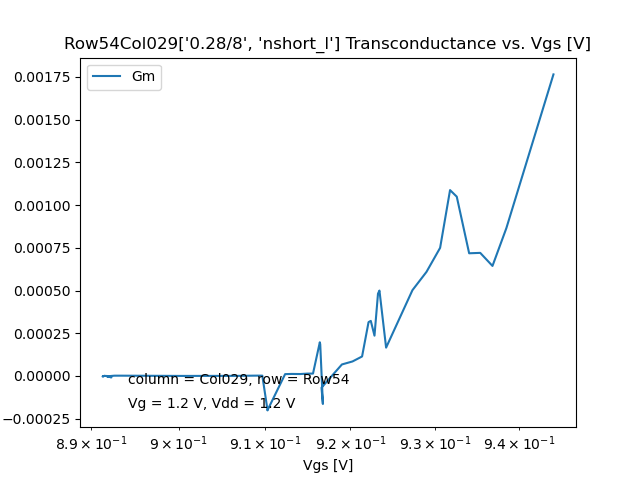 Row54Col029['0.28/8', 'nshort_l'] Transconductance vs. Vgs [V]
Gm
0.00175
0.00150
0.00125
0.00100
0.00075
0.00050
0.00025
0.00000
−0.00025
column = Col029, row = Row54
Vg = 1.2 V, Vdd = 1.2 V
8.9 × 10⁻¹ 9 × 10⁻¹ 9.1 × 10⁻¹ 9.2 × 10⁻¹ 9.3 × 10⁻¹ 9.4 × 10⁻¹
Vgs [V]